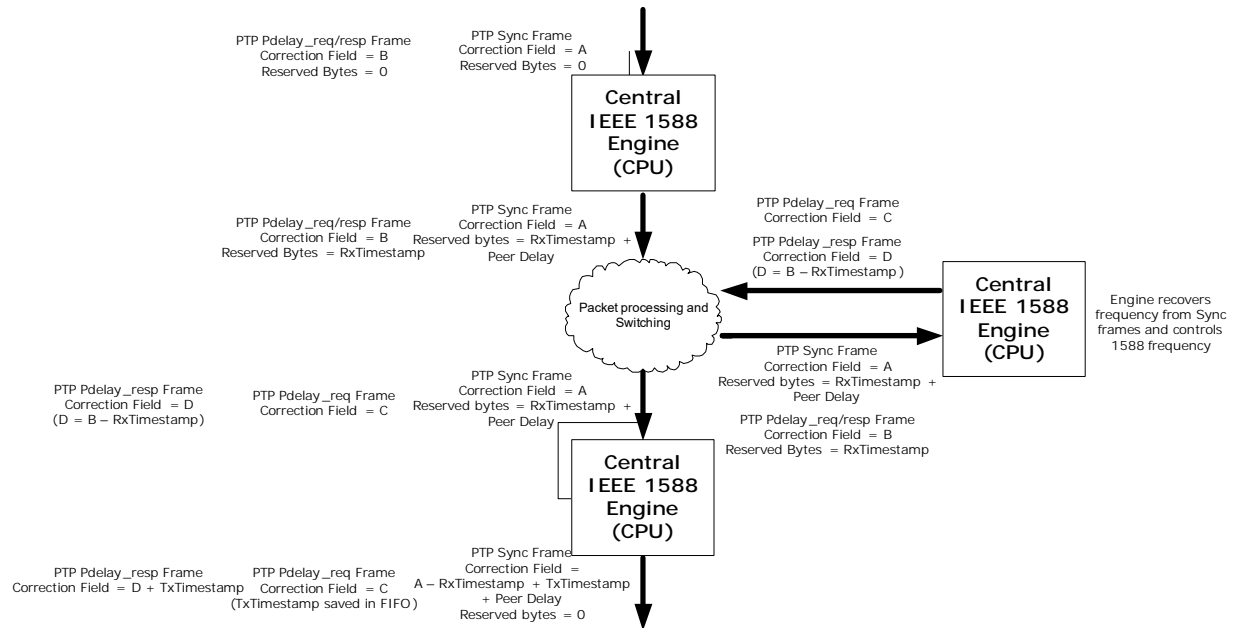 PTP Pdelay_req/resp Frame
Correction Field = B
Reserved Bytes = 0
PTP Sync Frame
Correction Field = A
Reserved Bytes = 0
Central
IEEE 1588
Engine
(CPU)
PTP Pdelay_req/resp Frame
Correction Field = B
Reserved Bytes = RxTimestamp
PTP Sync Frame
Correction Field = A
Reserved bytes = RxTimestamp +
Peer Delay
PTP Pdelay_req Frame
Correction Field = C
PTP Pdelay_resp Frame
Correction Field = D
(D = B – RxTimestamp)
Packet processing and
Switching
Central
IEEE 1588
Engine
(CPU)
Engine recovers
frequency from Sync
frames and controls
1588 frequency
PTP Sync Frame
Correction Field = A
Reserved bytes = RxTimestamp +
Peer Delay
PTP Pdelay_req/resp Frame
Correction Field = B
Reserved Bytes = RxTimestamp
PTP Pdelay_resp Frame
Correction Field = D
(D = B – RxTimestamp)
PTP Pdelay_req Frame
Correction Field = C
PTP Sync Frame
Correction Field = A
Reserved bytes = RxTimestamp +
Peer Delay
Central
IEEE 1588
Engine
(CPU)
PTP Pdelay_resp Frame
Correction Field = D + TxTimestamp
PTP Pdelay_req Frame
Correction Field = C
(TxTimestamp saved in FIFO)
PTP Sync Frame
Correction Field =
A – RxTimestamp + TxTimestamp
+ Peer Delay
Reserved bytes = 0